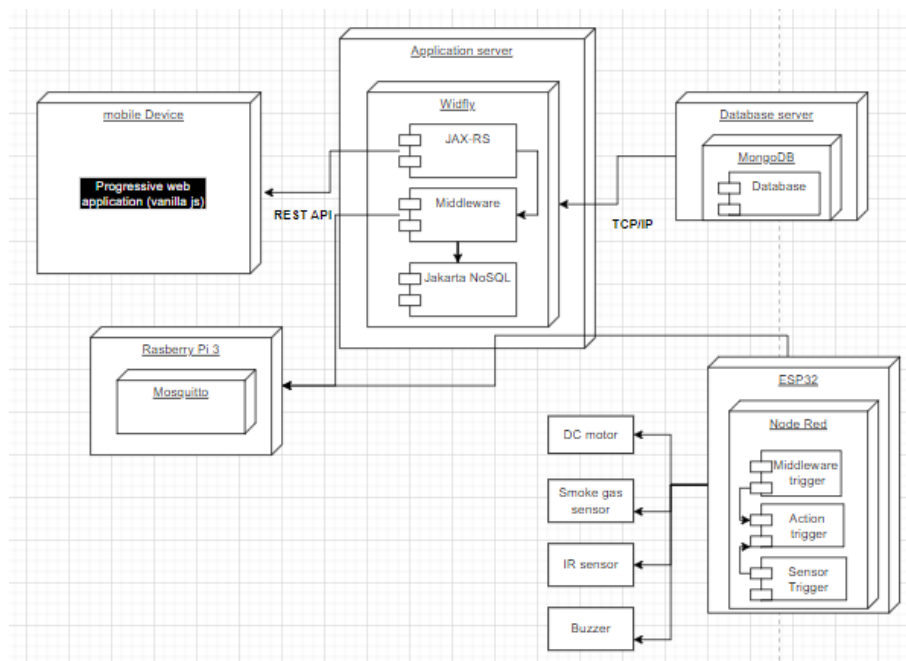 Application server
Widfly
JAX-RS
Middleware
Jakarta NoSQL
mobile Device
Progressive web
application (vanilla js)
REST API
Database server
MongoDB
Database
TCP/IP
Rasberry Pi 3
Mosquitto
ESP32
Node Red
Middleware
trigger
Action
trigger
Sensor
Trigger
DC motor
Smoke gas
sensor
IR sensor
Buzzer